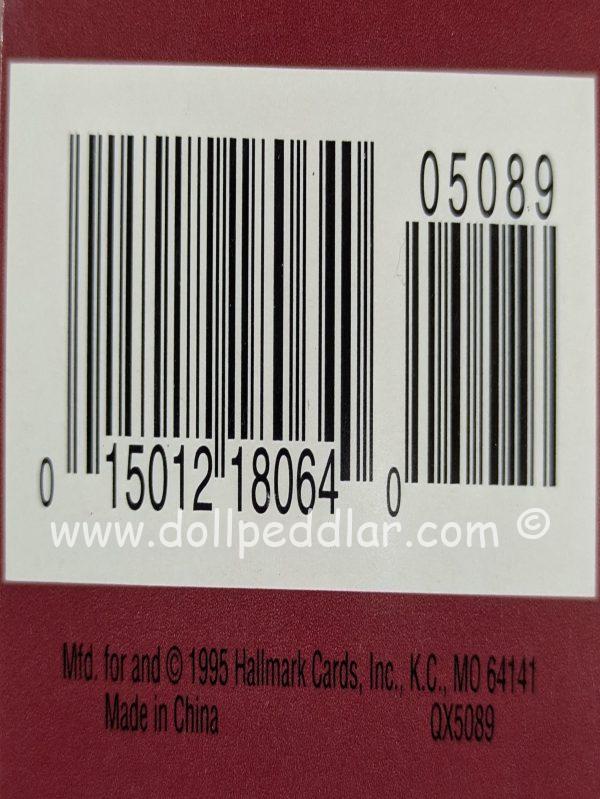 05089
0 15012 18064 0
www.dollpeddlar.com ©
Mfd. for and © 1995 Hallmark Cards, Inc., K.C., MO 64141
Made in China QX5089